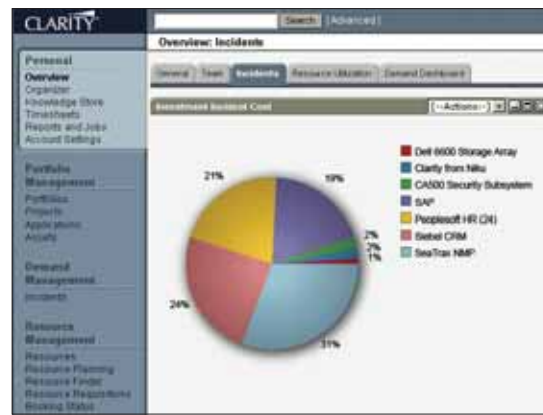 CLARITY
Search [Advanced]
Overview: Incidents
Personal
Overview
Organizer
Knowledge Store
Timesheets
Reports and Jobs
Account Settings
Portfolio
Management
Portfolios
Projects
Applications
Assets
Demand
Management
Incidents
Resource
Management
Resources
Resource Planning
Resource Finder
Resource Requisitions
Booking Status
General Team Incidents Resource Utilization Demand Dashboard
Investment Incident Cost [--Actions--]
Dell 6600 Storage Array
Clarity from Niku
CA500 Security Subsystem
SAP
Peoplesoft HR (24)
Siebel CRM
SeaTrax NMP
21%
19%
2%
2%
1%
24%
31%